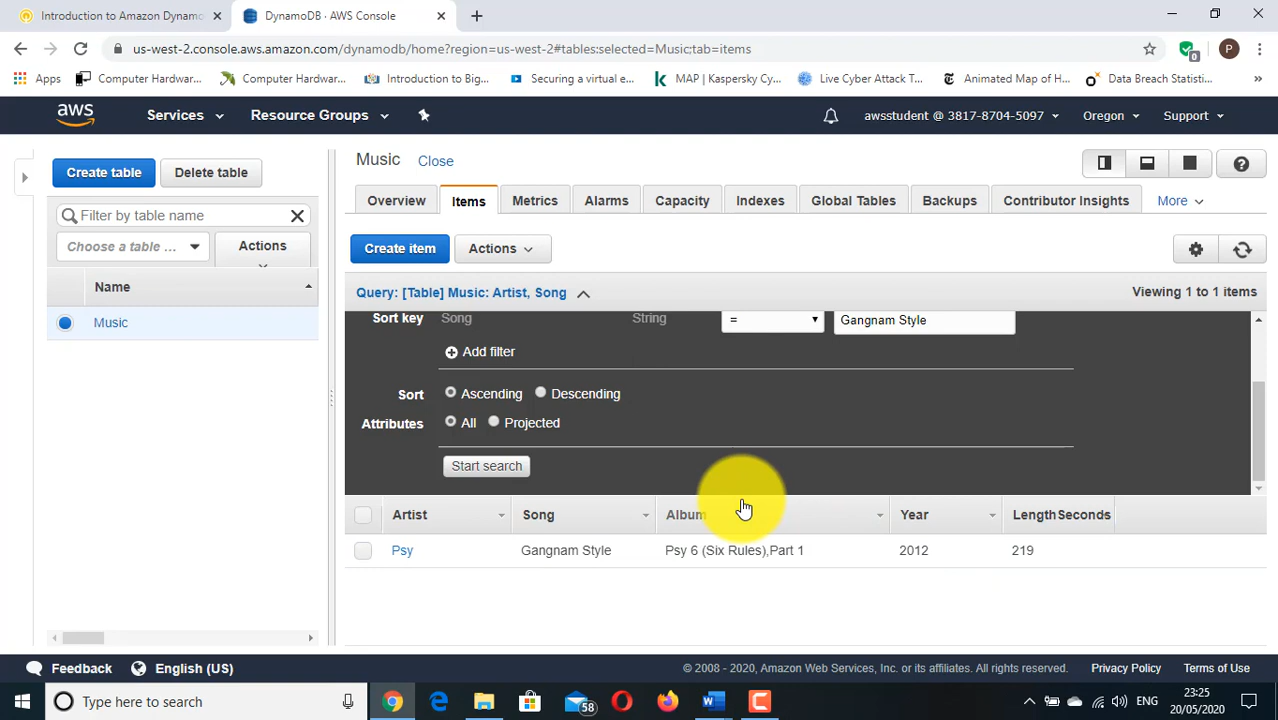 Introduction to Amazon Dynamo
DynamoDB · AWS Console
us-west-2.console.aws.amazon.com/dynamodb/home?region=us-west-2#tables:selected=Music;tab=items
0
P
Apps
Computer Hardwar...
Computer Hardwar...
Introduction to Big...
Securing a virtual e...
MAP | Kaspersky Cy...
Live Cyber Attack T...
Animated Map of H...
Data Breach Statisti...
»
aws
Services
Resource Groups
awsstudent @ 3817-8704-5097
Oregon
Support
Create table
Delete table
Filter by table name
Choose a table ...
Actions
Name
Music
Music
Close
Overview
Items
Metrics
Alarms
Capacity
Indexes
Global Tables
Backups
Contributor Insights
More
Create item
Actions
Query: [Table] Music: Artist, Song
Viewing 1 to 1 items
Sort key
Song
String
=
Gangnam Style
Add filter
Sort
Ascending
Descending
Attributes
All
Projected
Start search
Artist
Song
Album
Year
LengthSeconds
Psy
Gangnam Style
Psy 6 (Six Rules),Part 1
2012
219
Feedback
English (US)
© 2008 - 2020, Amazon Web Services, Inc. or its affiliates. All rights reserved.
Privacy Policy
Terms of Use
Type here to search
58
ENG
23:25
20/05/2020